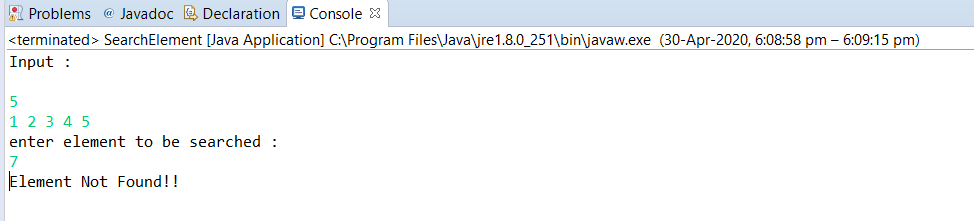 Problems @ Javadoc Declaration Console
<terminated> SearchElement [Java Application] C:\Program Files\Java\jre1.8.0_251\bin\javaw.exe (30-Apr-2020, 6:08:58 pm – 6:09:15 pm)
Input :
5
1 2 3 4 5
enter element to be searched :
7
Element Not Found!!